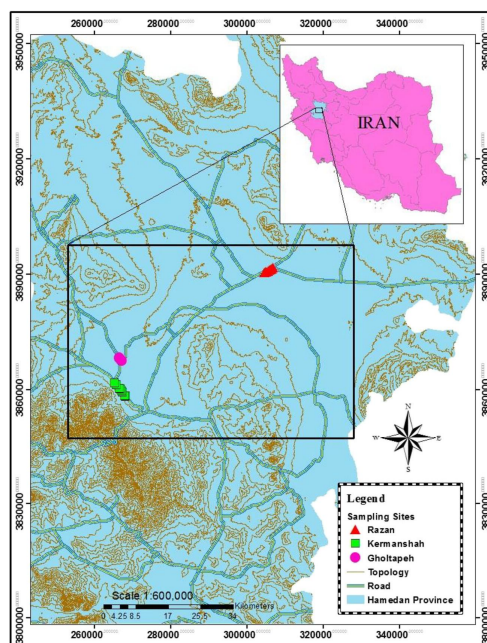 260000 280000 300000 320000 340000
3950000
3920000
3890000
3860000
3830000
3800000
IRAN
N
W E
S
Legend
Sampling Sites
Razan
Kermanshah
Gholtapeh
Topology
Road
Hamedan Province
Scale 1:600,000
Kilometers
0 4.25 8.5 17 25.5 34
260000 280000 300000 320000 340000